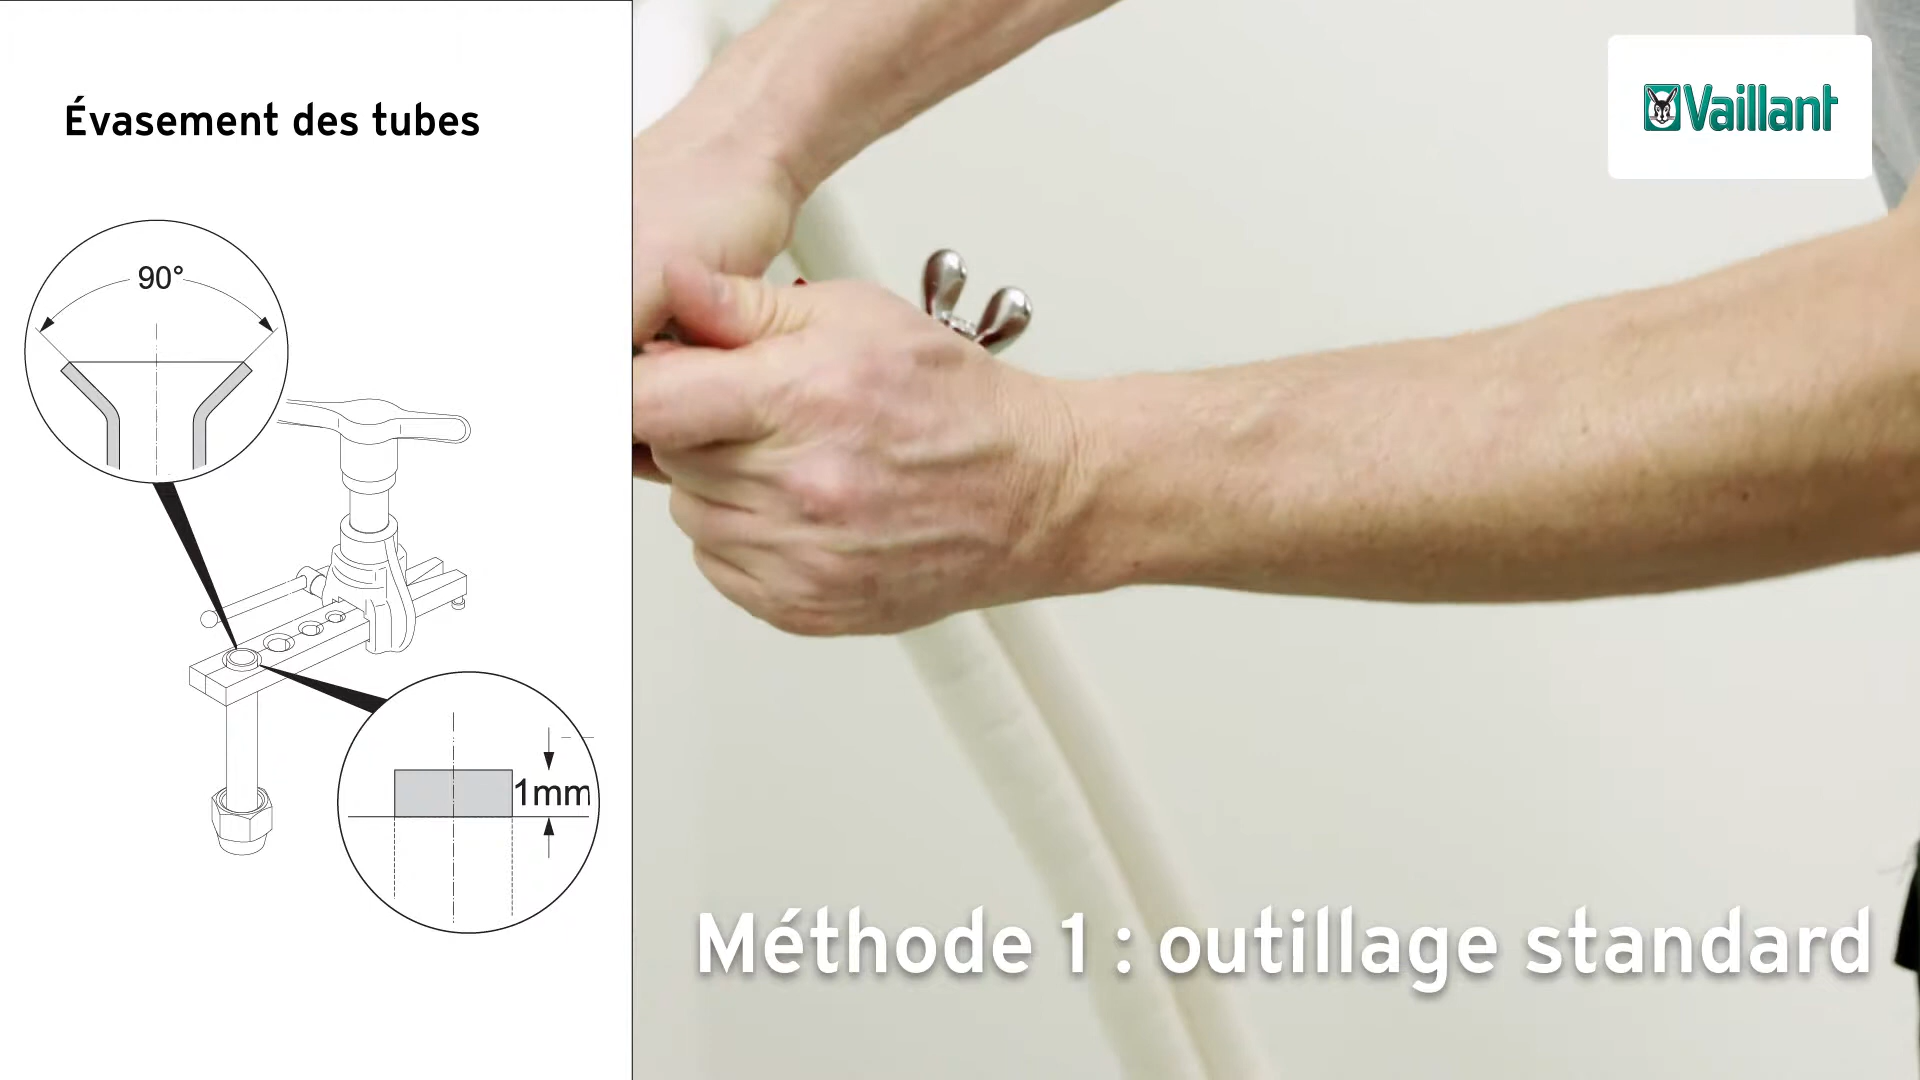 Évasement des tubes
90°
1mm
Vaillant
Méthode 1 : outillage standard